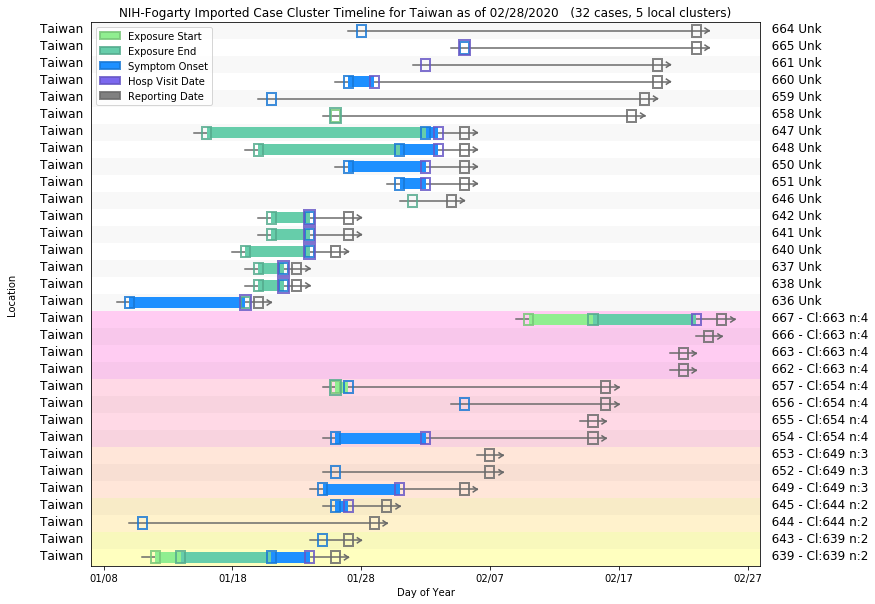 NIH-Fogarty Imported Case Cluster Timeline for Taiwan as of 02/28/2020 (32 cases, 5 local clusters)
Exposure Start
Exposure End
Symptom Onset
Hosp Visit Date
Reporting Date
Taiwan 664 Unk
Taiwan 665 Unk
Taiwan 661 Unk
Taiwan 660 Unk
Taiwan 659 Unk
Taiwan 658 Unk
Taiwan 647 Unk
Taiwan 648 Unk
Taiwan 650 Unk
Taiwan 651 Unk
Taiwan 646 Unk
Taiwan 642 Unk
Taiwan 641 Unk
Taiwan 640 Unk
Taiwan 637 Unk
Taiwan 638 Unk
Taiwan 636 Unk
Taiwan 667 - Cl:663 n:4
Taiwan 666 - Cl:663 n:4
Taiwan 663 - Cl:663 n:4
Taiwan 662 - Cl:663 n:4
Taiwan 657 - Cl:654 n:4
Taiwan 656 - Cl:654 n:4
Taiwan 655 - Cl:654 n:4
Taiwan 654 - Cl:654 n:4
Taiwan 653 - Cl:649 n:3
Taiwan 652 - Cl:649 n:3
Taiwan 649 - Cl:649 n:3
Taiwan 645 - Cl:644 n:2
Taiwan 644 - Cl:644 n:2
Taiwan 643 - Cl:639 n:2
Taiwan 639 - Cl:639 n:2
Location
01/08 01/18 01/28 02/07 02/17 02/27
Day of Year